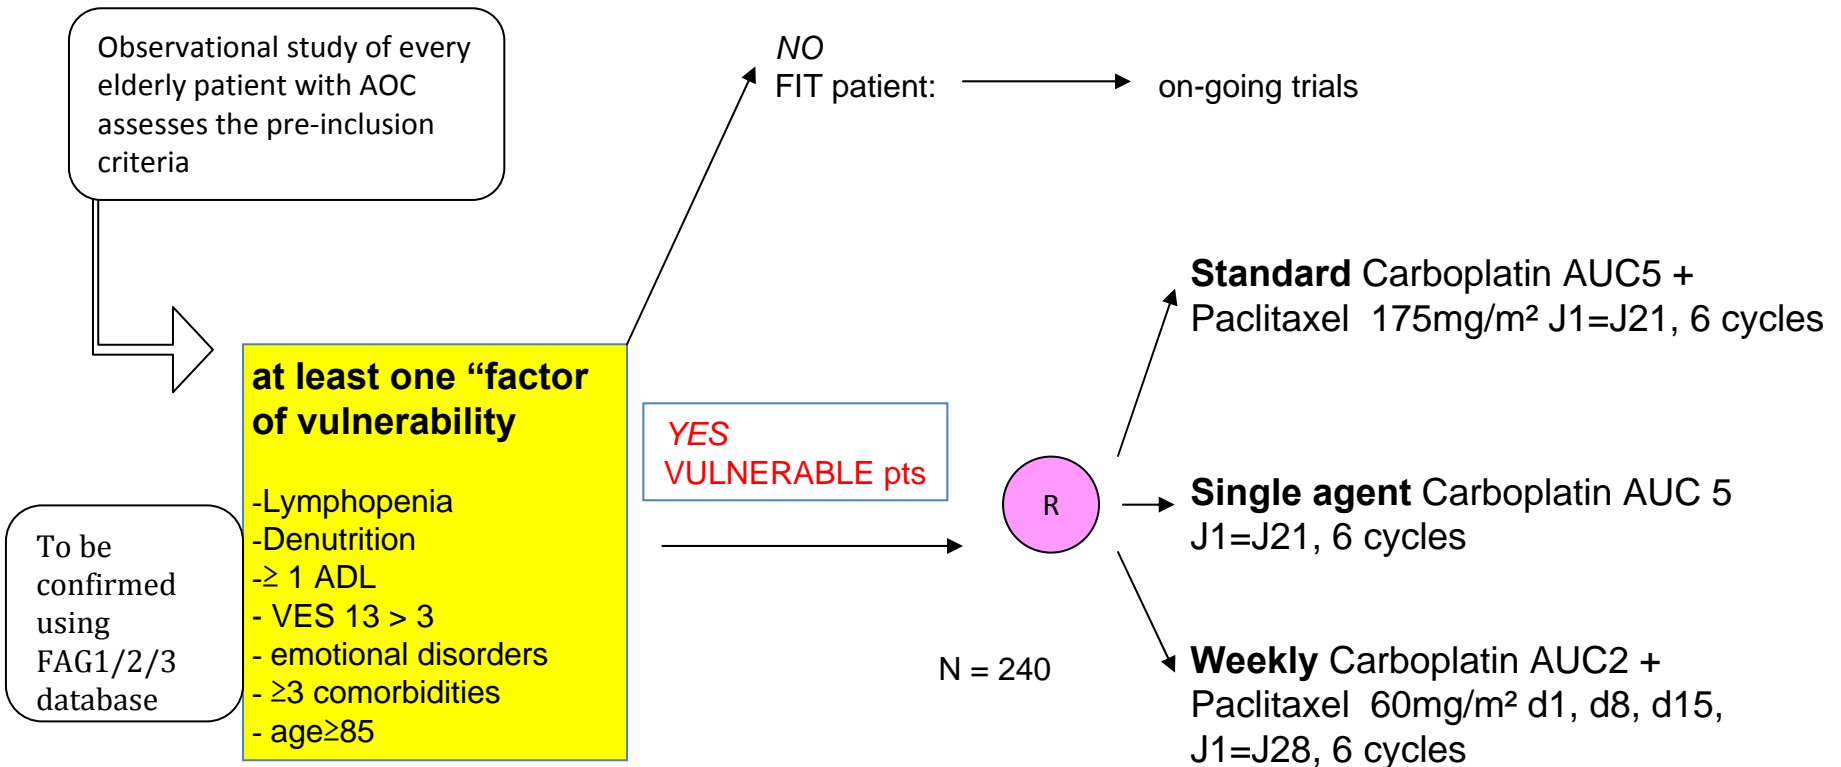 Observational study of every
elderly patient with AOC
assesses the pre-inclusion
criteria
NO
FIT patient:
on-going trials
at least one “factor
of vulnerability
-Lymphopenia
-Denutrition
-≥ 1 ADL
- VES 13 > 3
- emotional disorders
- ≥3 comorbidities
- age≥85
To be
confirmed
using
FAG1/2/3
database
YES
VULNERABLE pts
R
N = 240
Standard Carboplatin AUC5 +
Paclitaxel 175mg/m² J1=J21, 6 cycles
Single agent Carboplatin AUC 5
J1=J21, 6 cycles
Weekly Carboplatin AUC2 +
Paclitaxel 60mg/m² d1, d8, d15,
J1=J28, 6 cycles